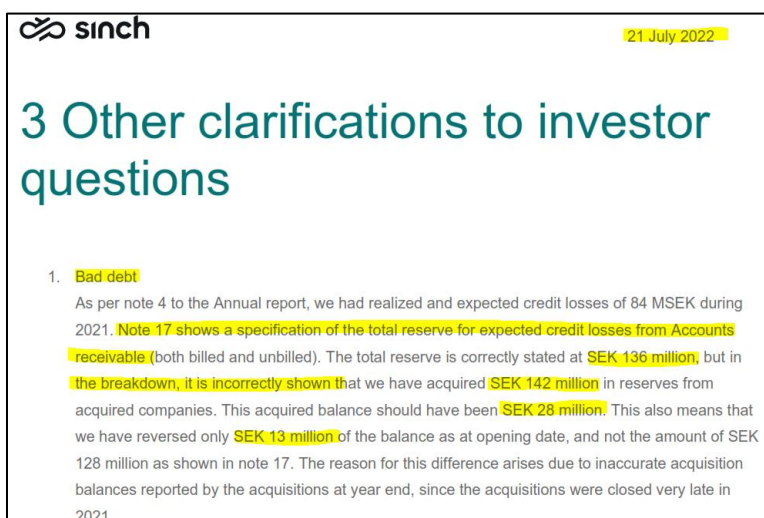 sinch
21 July 2022
3 Other clarifications to investor
questions
1. Bad debt
As per note 4 to the Annual report, we had realized and expected credit losses of 84 MSEK during
2021. Note 17 shows a specification of the total reserve for expected credit losses from Accounts
receivable (both billed and unbilled). The total reserve is correctly stated at SEK 136 million, but in
the breakdown, it is incorrectly shown that we have acquired SEK 142 million in reserves from
acquired companies. This acquired balance should have been SEK 28 million. This also means that
we have reversed only SEK 13 million of the balance as at opening date, and not the amount of SEK
128 million as shown in note 17. The reason for this difference arises due to inaccurate acquisition
balances reported by the acquisitions at year end, since the acquisitions were closed very late in
2021.